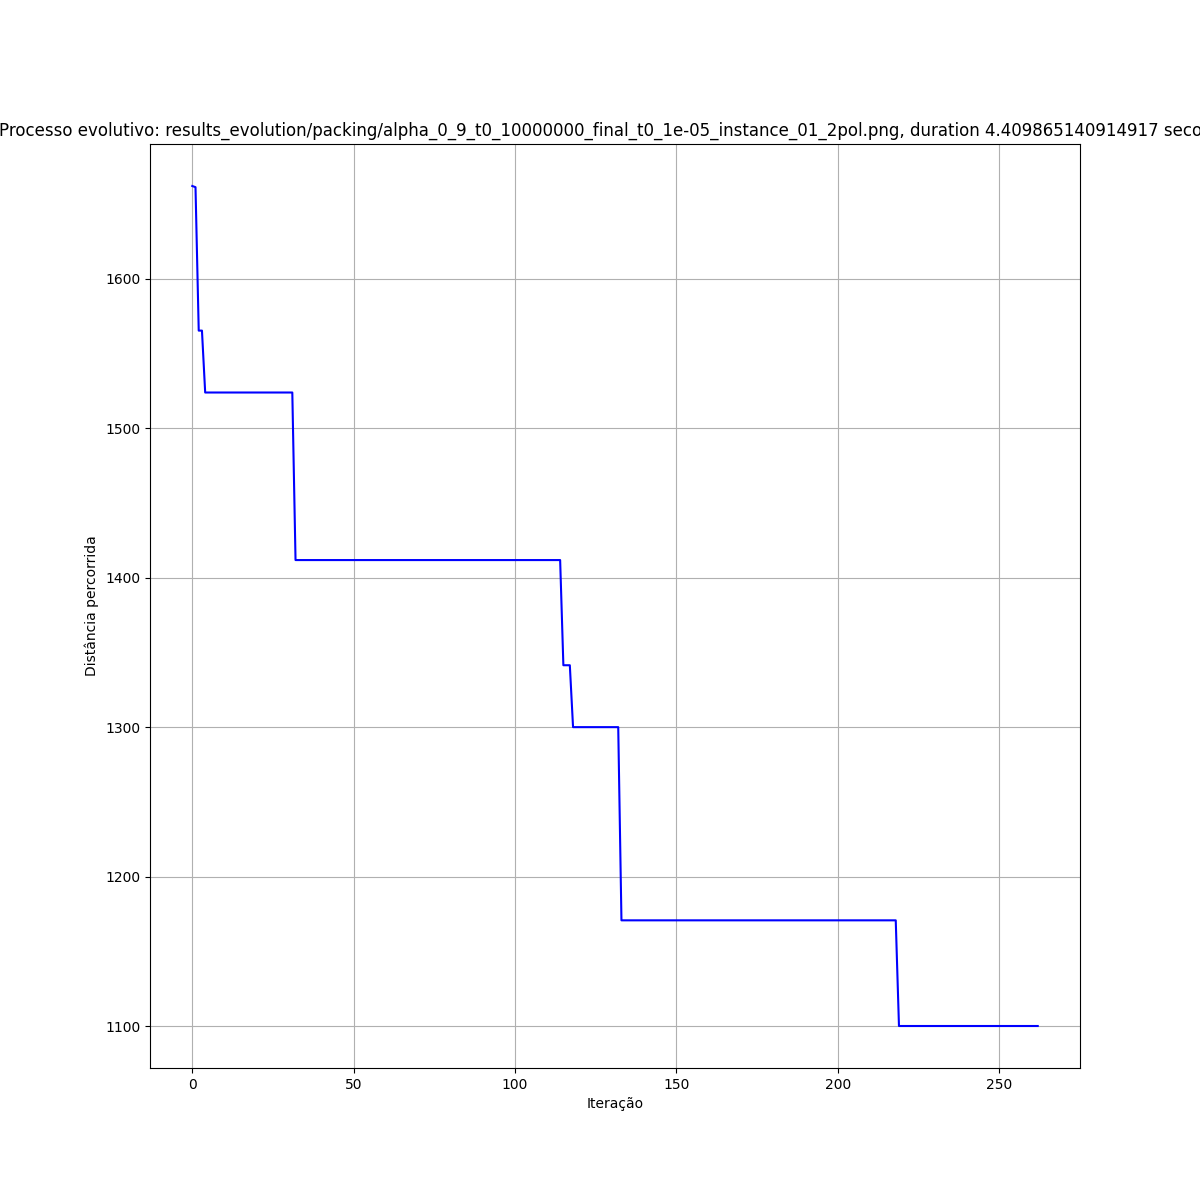 Processo evolutivo: results_evolution/packing/alpha_0_9_t0_10000000_final_t0_1e-05_instance_01_2pol.png, duration 4.409865140914917 seco
1600
1500
1400
1300
1200
1100
Distância percorrida
0 50 100 150 200 250
Iteração